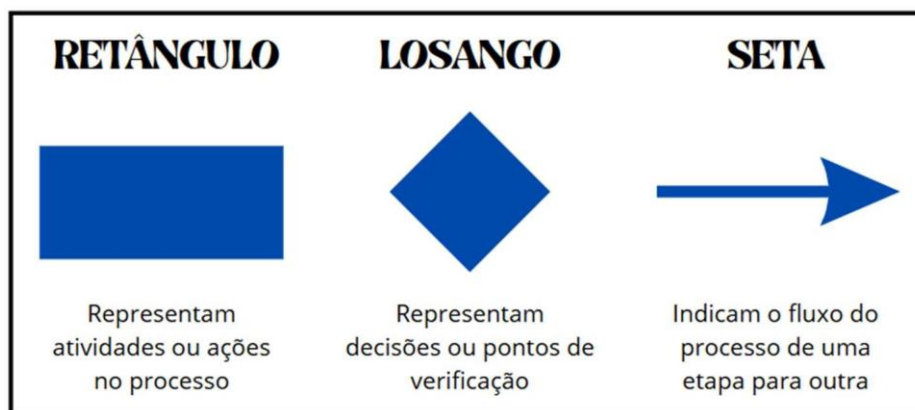 RETÂNGULO
LOSANGO
SETA
Representam
atividades ou ações
no processo
Representam
decisões ou pontos de
verificação
Indicam o fluxo do
processo de uma
etapa para outra